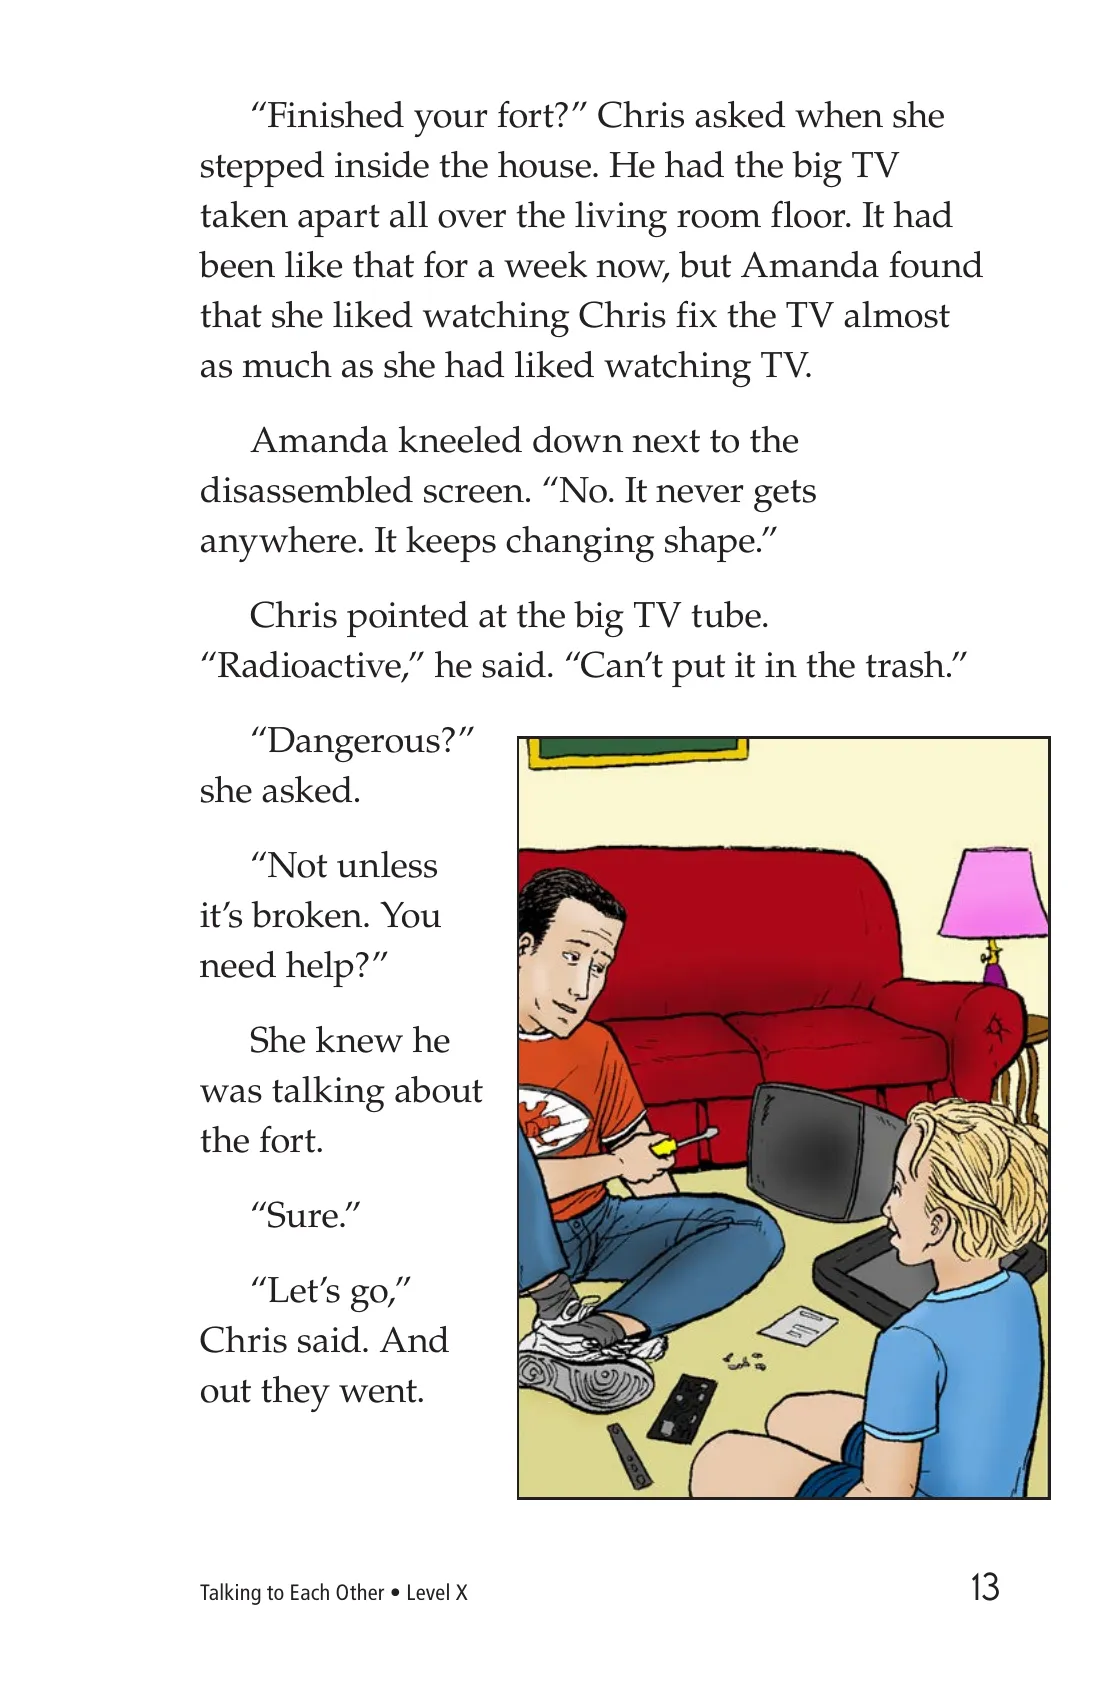 “Finished your fort?” Chris asked when she
stepped inside the house. He had the big TV
taken apart all over the living room floor. It had
been like that for a week now, but Amanda found
that she liked watching Chris fix the TV almost
as much as she had liked watching TV.
Amanda kneeled down next to the
disassembled screen. “No. It never gets
anywhere. It keeps changing shape.”
Chris pointed at the big TV tube.
“Radioactive,” he said. “Can’t put it in the trash.”
“Dangerous?”
she asked.
“Not unless
it’s broken. You
need help?”
She knew he
was talking about
the fort.
“Sure.”
“Let’s go,”
Chris said. And
out they went.
Talking to Each Other • Level X
13